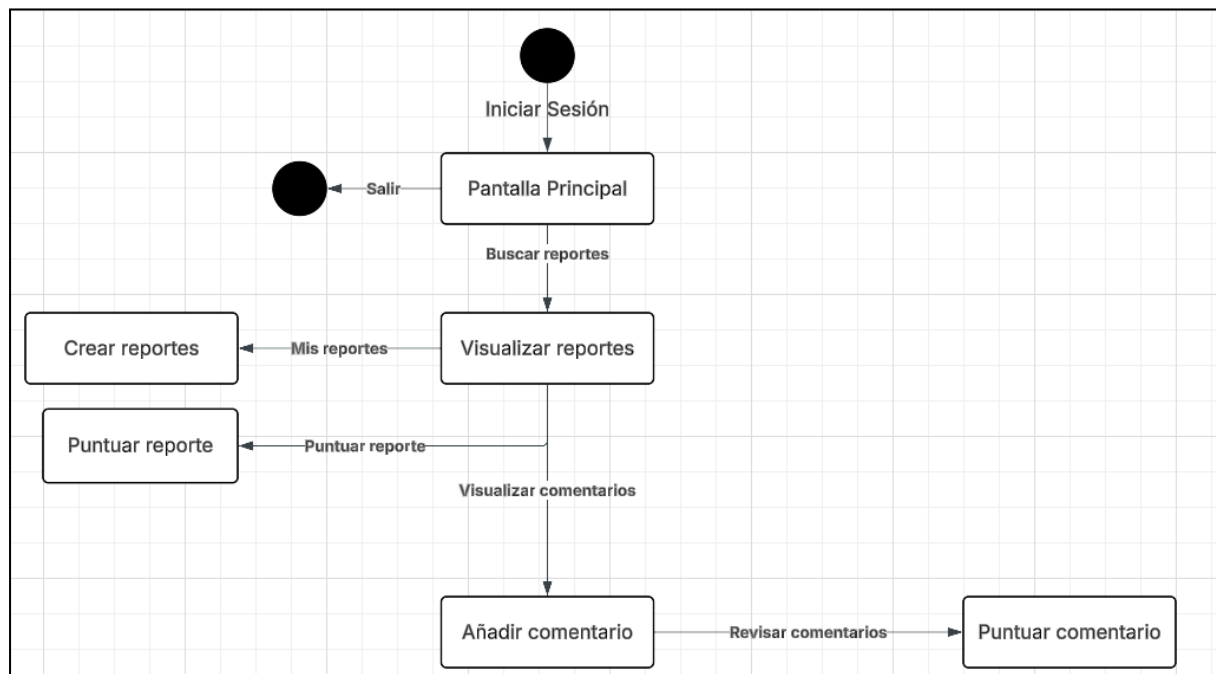 Iniciar Sesión
Salir
Pantalla Principal
Buscar reportes
Crear reportes
Mis reportes
Visualizar reportes
Puntuar reporte
Puntuar reporte
Visualizar comentarios
Añadir comentario
Revisar comentarios
Puntuar comentario